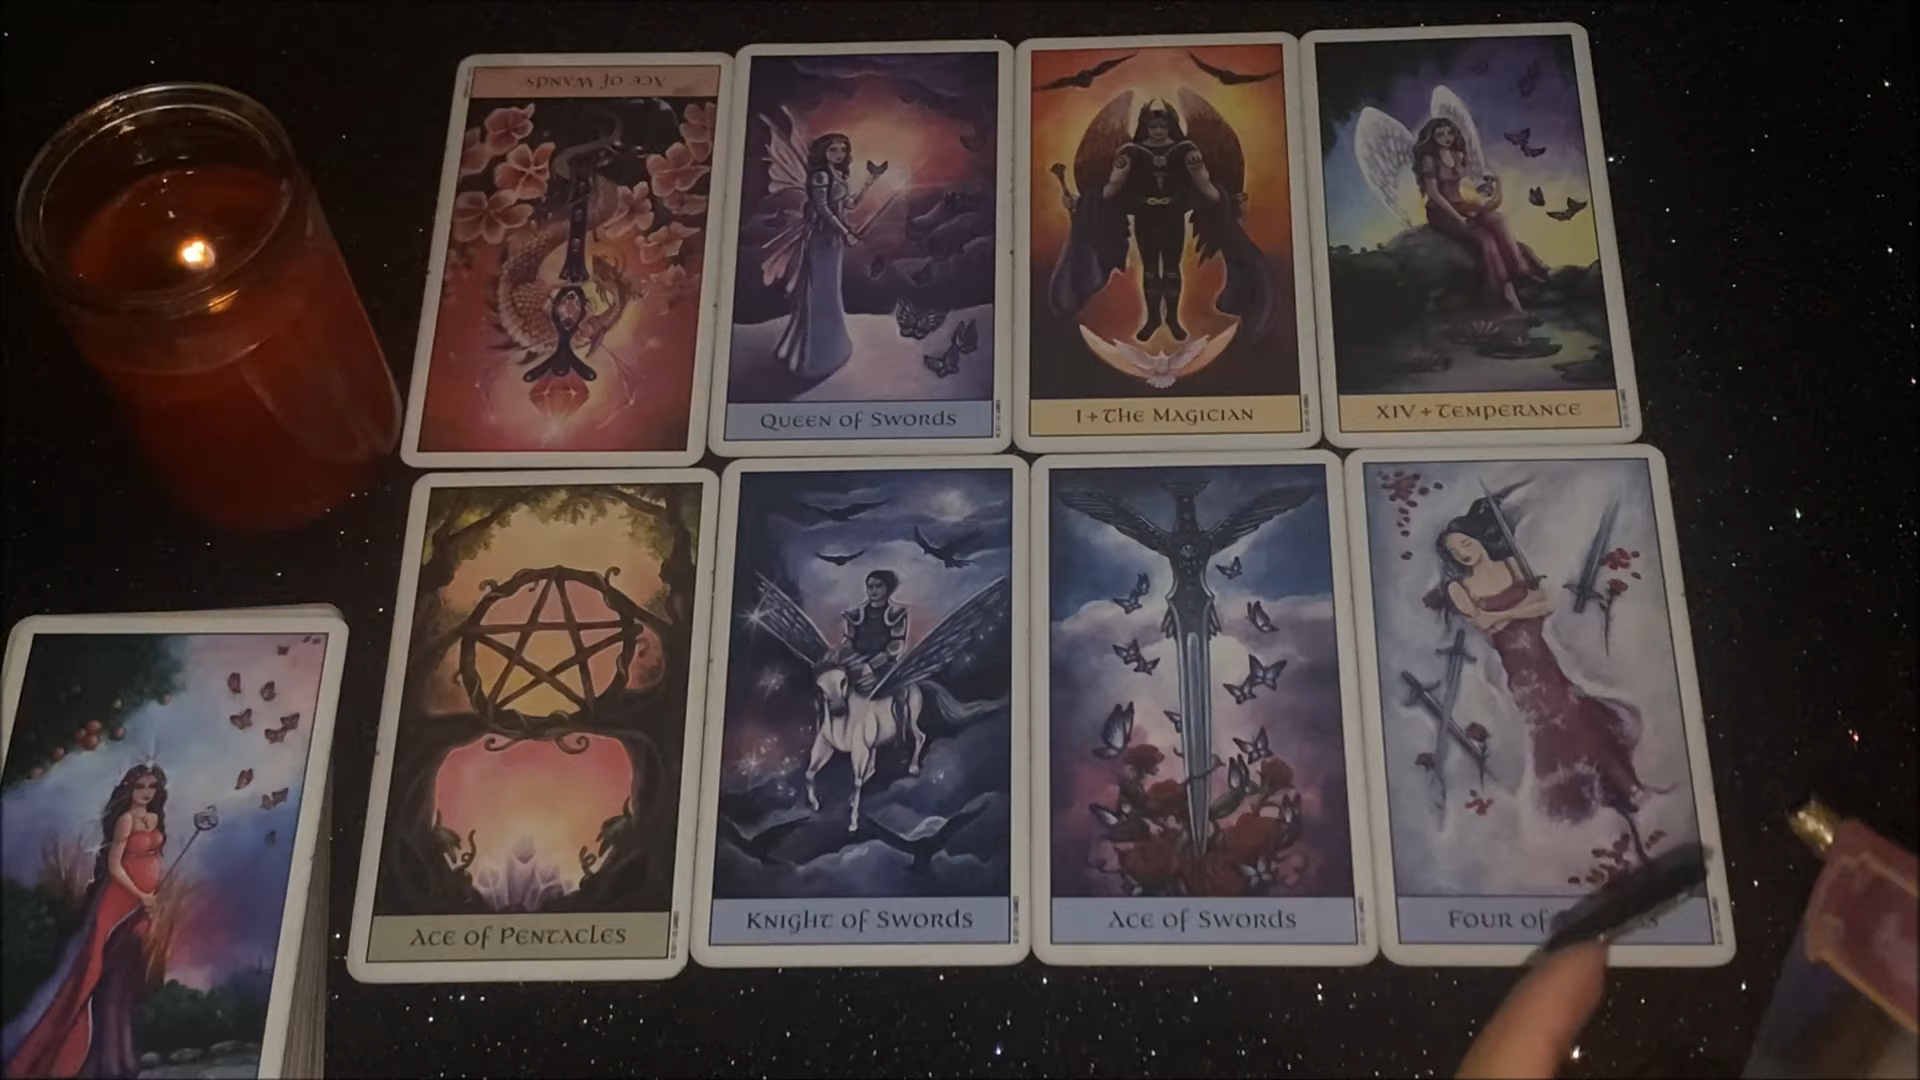 ACE OF WANDS
QUEEN OF SWORDS
I + THE MAGICIAN
XIV + TEMPERANCE
ACE OF PENTACLES
KNIGHT OF SWORDS
ACE OF SWORDS
FOUR OF